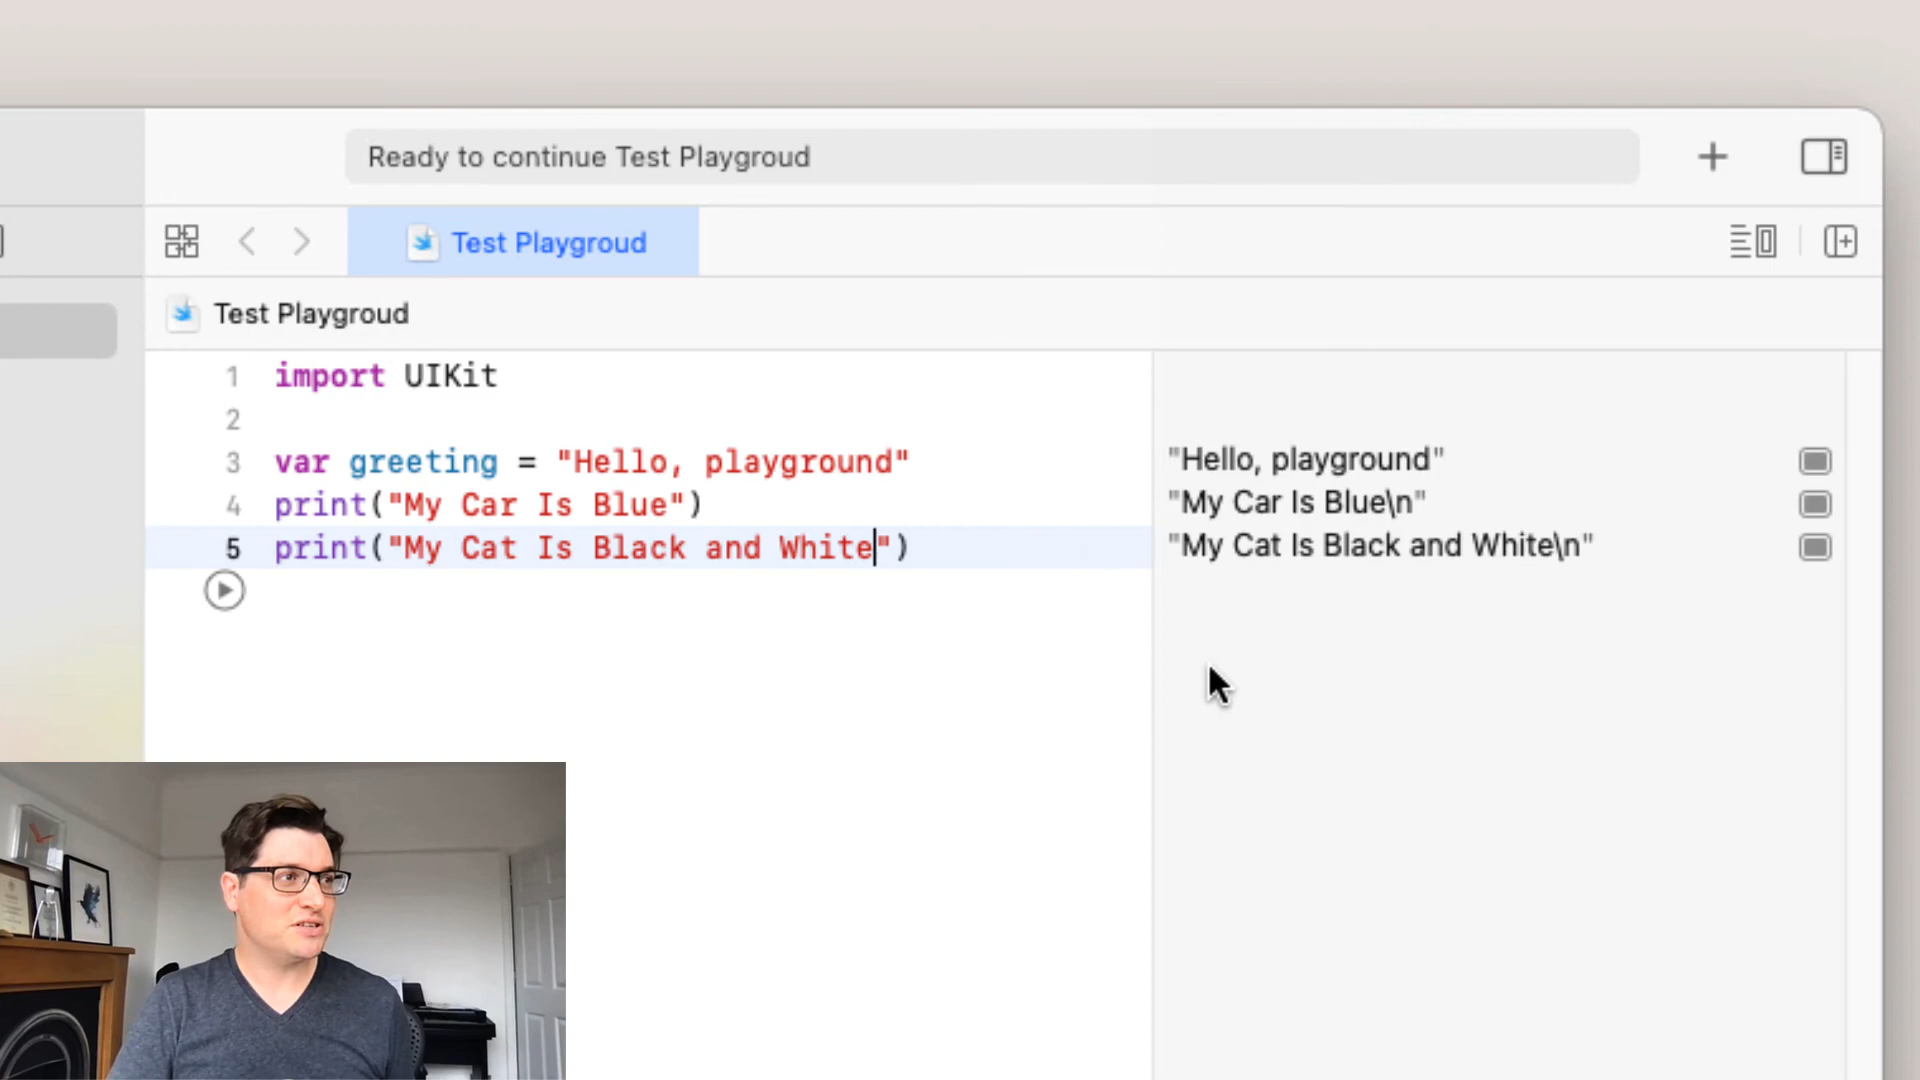 Ready to continue Test Playgroud
Test Playgroud
Test Playgroud
1 import UIKit
2
3 var greeting = "Hello, playground"
"Hello, playground"
4 print("My Car Is Blue")
"My Car Is Blue\n"
5 print("My Cat Is Black and White")
"My Cat Is Black and White\n"